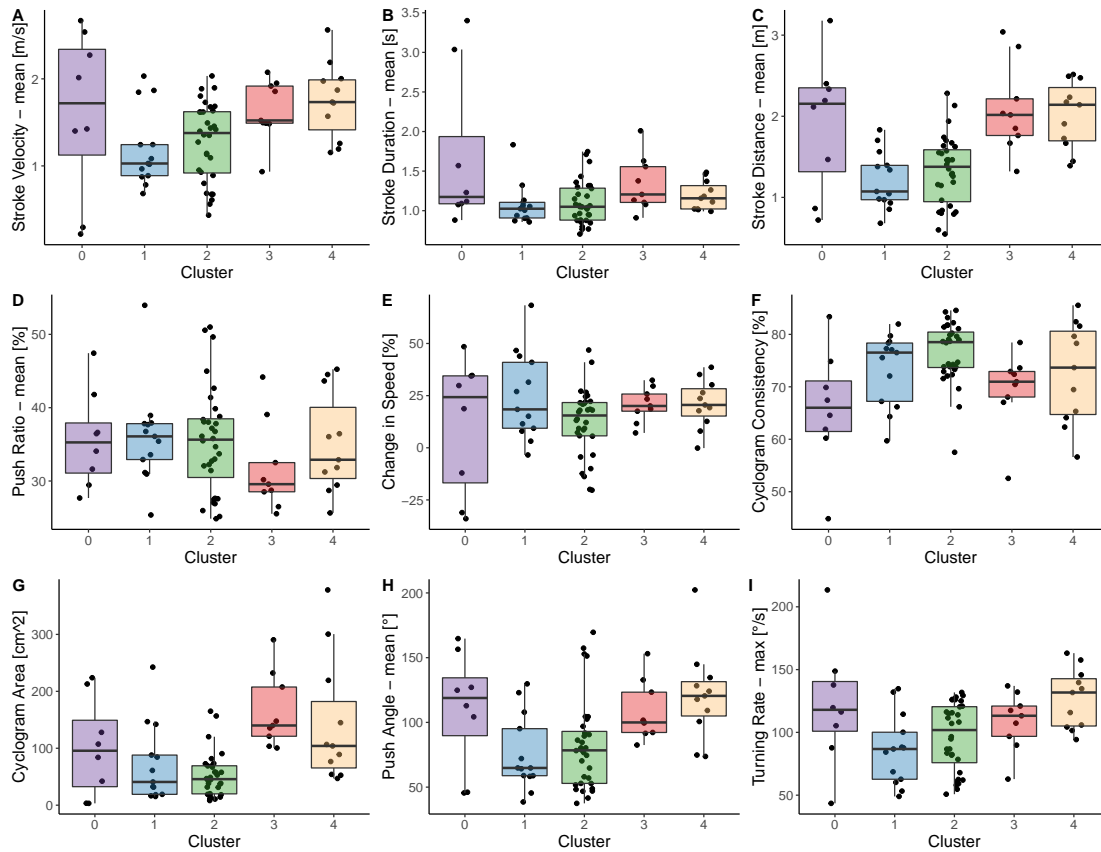 A
Stroke Velocity − mean [m/s]
2
1
0 1 2 3 4
Cluster
B
Stroke Duration − mean [s]
3.5
3.0
2.5
2.0
1.5
1.0
0 1 2 3 4
Cluster
C
Stroke Distance − mean [m]
3
2
1
0 1 2 3 4
Cluster
D
Push Ratio − mean [%]
50
40
30
0 1 2 3 4
Cluster
E
Change in Speed [%]
75
50
25
0
−25
0 1 2 3 4
Cluster
F
Cyclogram Consistency [%]
80
70
60
50
0 1 2 3 4
Cluster
G
Cyclogram Area [cm^2]
300
200
100
0
0 1 2 3 4
Cluster
H
Push Angle − mean [°]
200
150
100
50
0 1 2 3 4
Cluster
I
Turning Rate − max [°/s]
200
150
100
50
0 1 2 3 4
Cluster